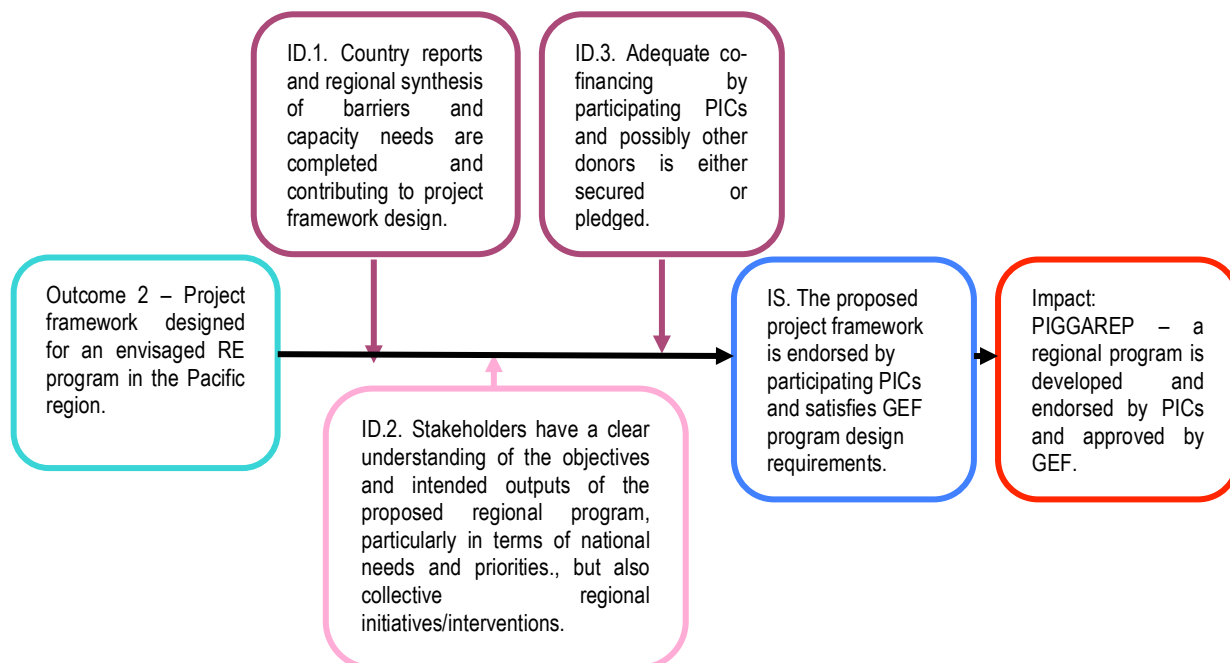 ID.1. Country reports
and regional synthesis
of barriers and
capacity needs are
completed and
contributing to project
framework design.
ID.3. Adequate co-
financing by
participating PICs
and possibly other
donors is either
secured or
pledged.
Outcome 2 – Project
framework designed
for an envisaged RE
program in the Pacific
region.
ID.2. Stakeholders have a clear
understanding of the objectives
and intended outputs of the
proposed regional program,
particularly in terms of national
needs and priorities., but also
collective regional
initiatives/interventions.
IS. The proposed
project framework
is endorsed by
participating PICs
and satisfies GEF
program design
requirements.
Impact:
PIGGAREP – a
regional program is
developed and
endorsed by PICs
and approved by
GEF.